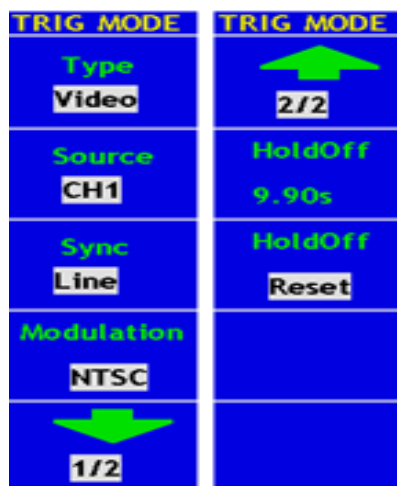 TRIG MODE
Type
Video
Source
CH1
Sync
Line
Modulation
NTSC
1/2
TRIG MODE
2/2
HoldOff
9.90s
HoldOff
Reset